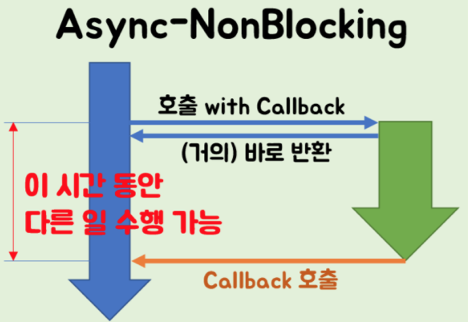 Async-NonBlocking
호출 with Callback
(거의) 바로 반환
이 시간 동안
다른 일 수행 가능
Callback 호출